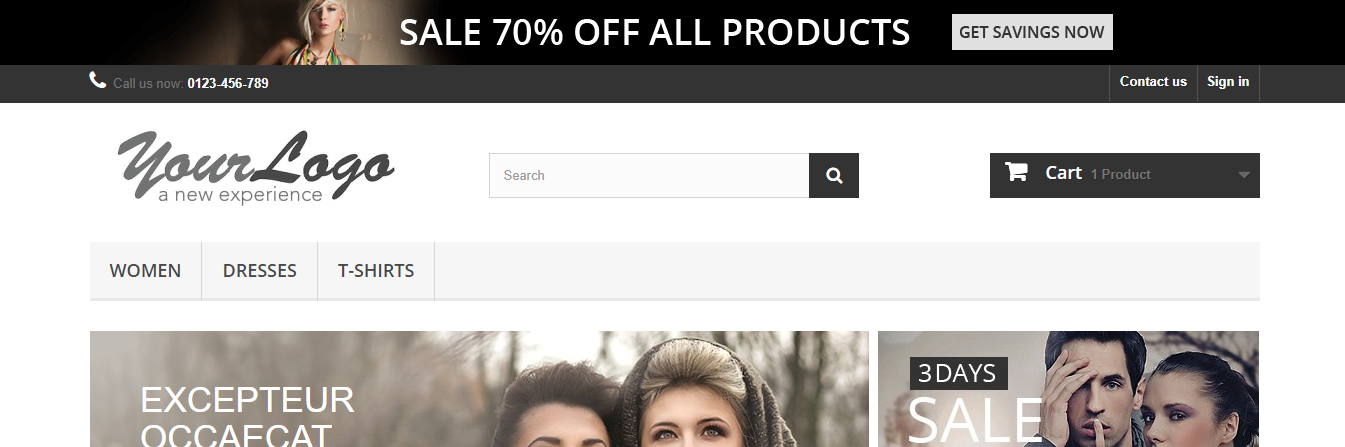 SALE 70% OFF ALL PRODUCTS GET SAVINGS NOW
Call us now: 0123-456-789 Contact us Sign in
YourLogo
a new experience
Search
Cart 1 Product
WOMEN DRESSES T-SHIRTS
EXCEPTEUR
OCCAECAT
3 DAYS
SALE